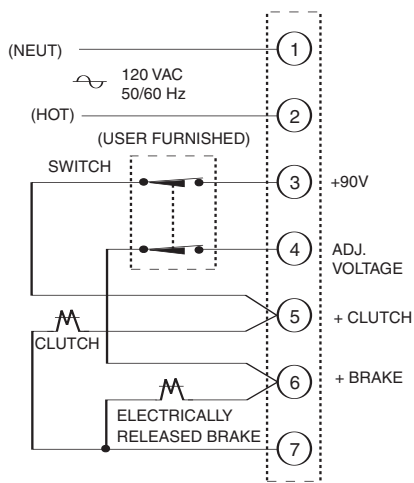 (NEUT)
1
120 VAC
50/60 Hz
(HOT)
2
(USER FURNISHED)
SWITCH
3
+90V
4
ADJ.
VOLTAGE
5
+ CLUTCH
CLUTCH
6
+ BRAKE
ELECTRICALLY
RELEASED BRAKE
7